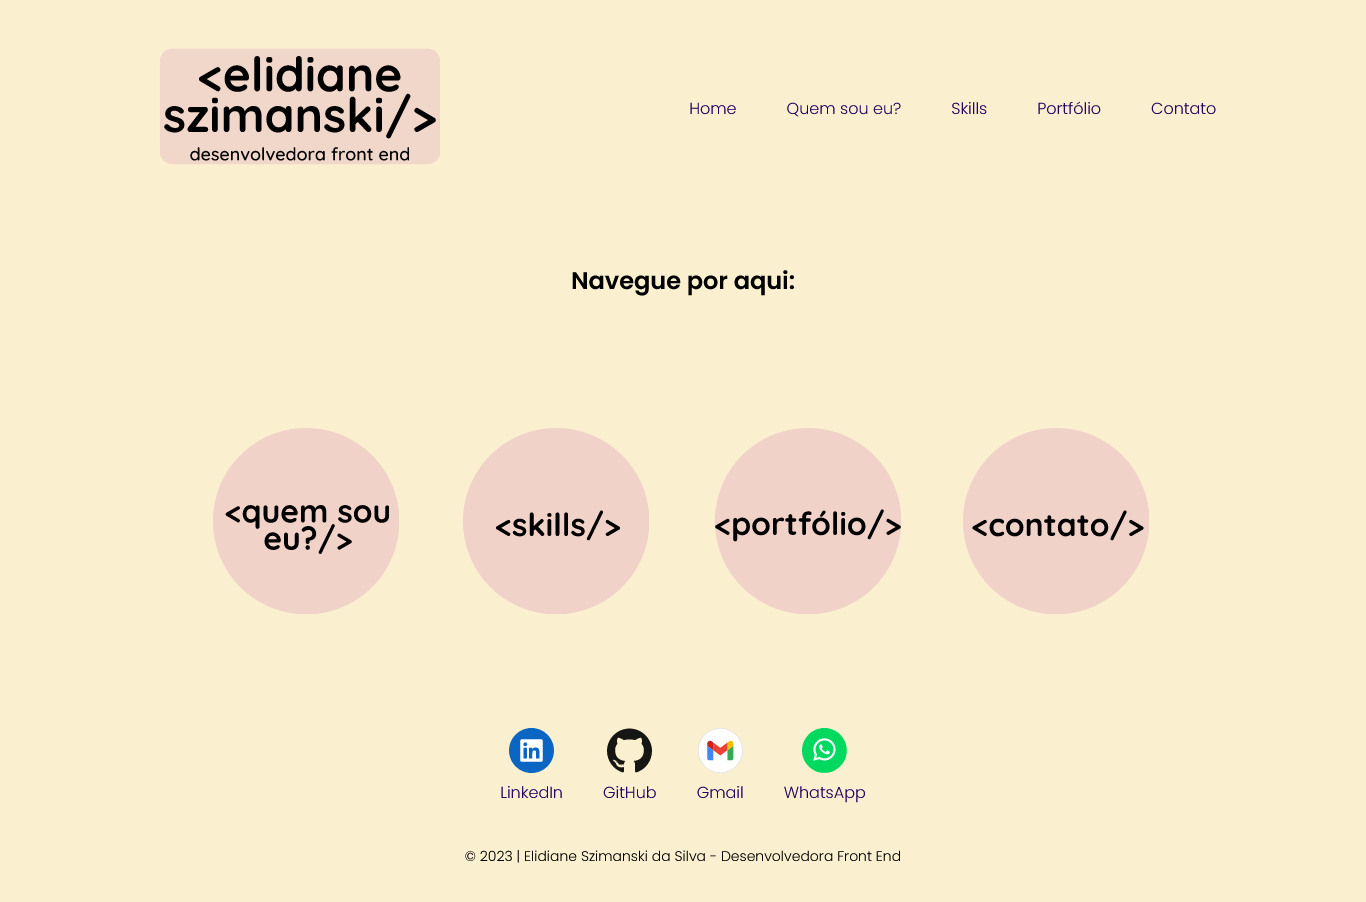 <elidiane
szimanski/>
desenvolvedora front end
Home Quem sou eu? Skills Portfólio Contato
Navegue por aqui:
<quem sou
eu?/>
<skills/>
<portfólio/>
<contato/>
LinkedIn GitHub Gmail WhatsApp
© 2023 | Elidiane Szimanski da Silva - Desenvolvedora Front End